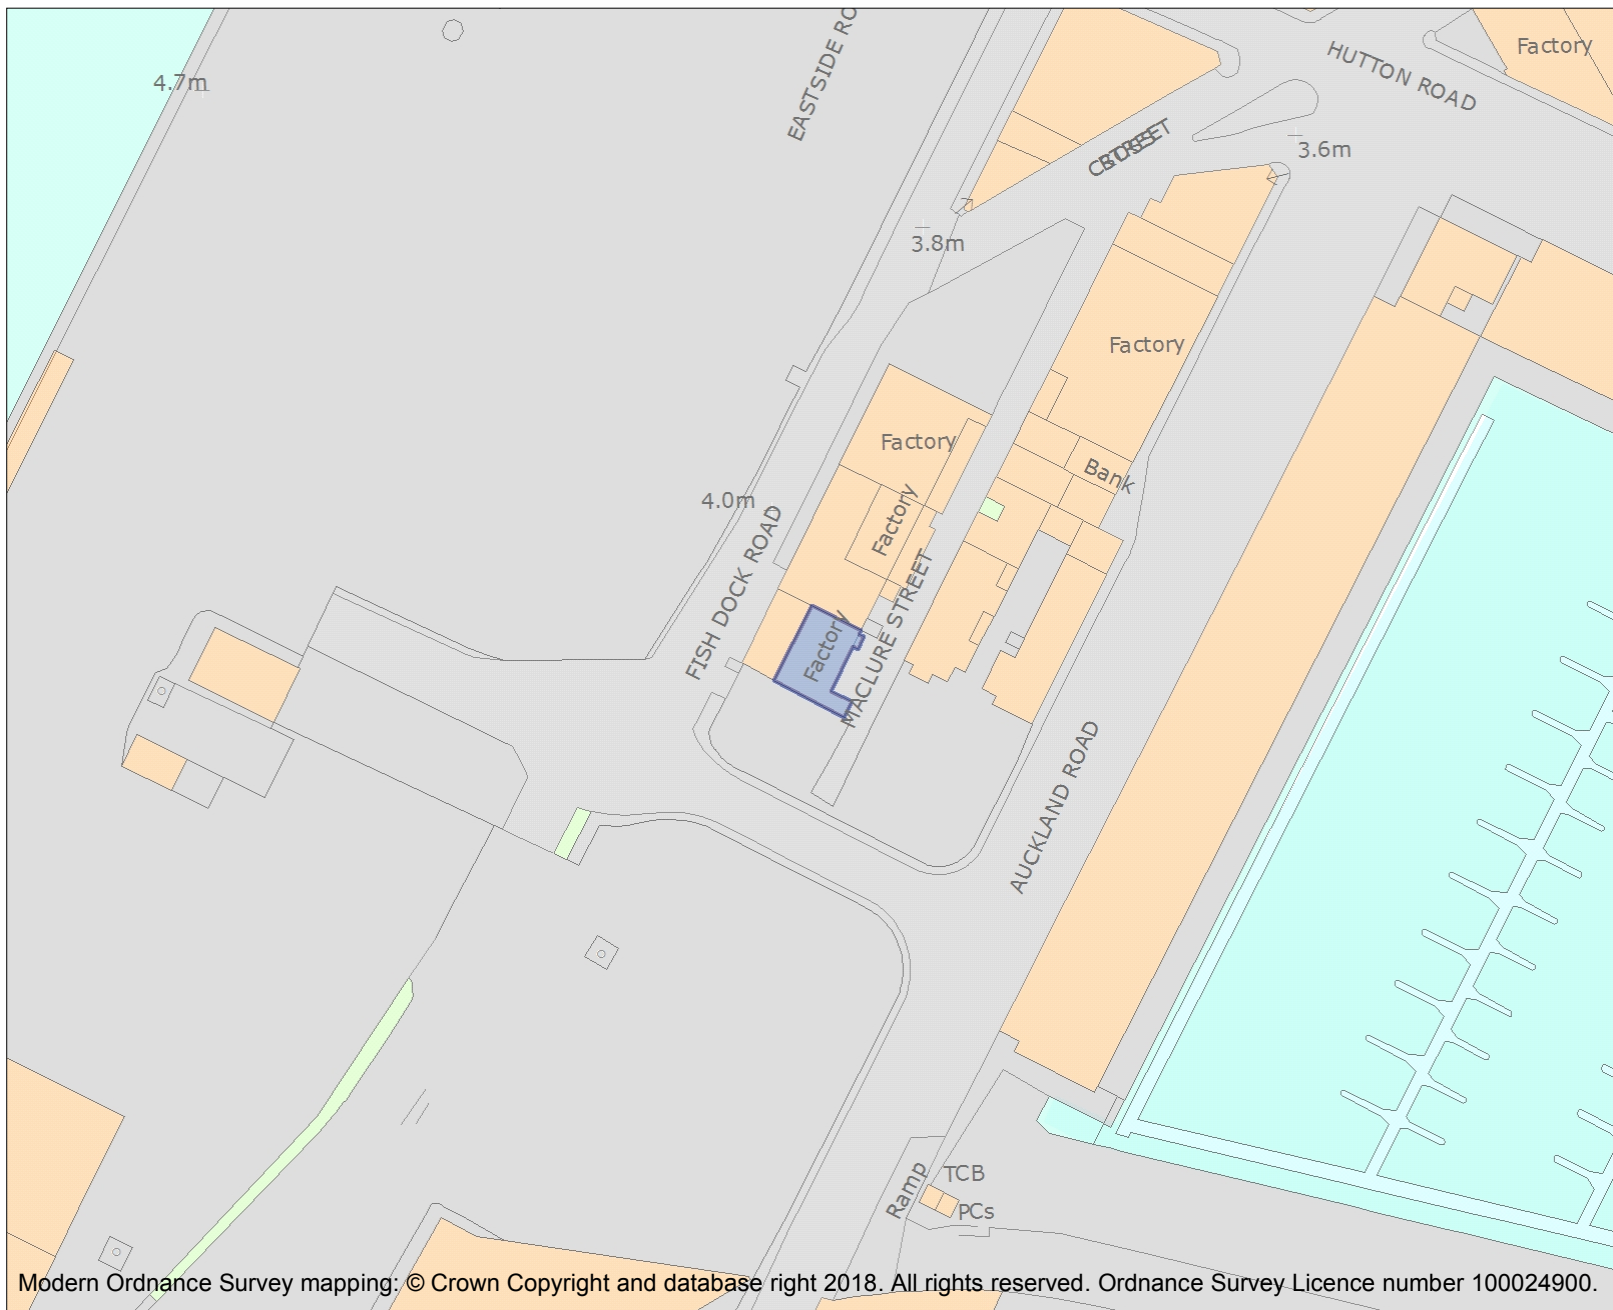 EASTSIDE RO
HUTTON ROAD
Factory
4.7m
CROSS
STREET
3.6m
3.8m
Factory
Factory
Bank
4.0m
Factory
FISH DOCK ROAD
Factory
MACLURE STREET
AUCKLAND ROAD
Ramp
TCB
PCs
Modern Ordnance Survey mapping: © Crown Copyright and database right 2018. All rights reserved. Ordnance Survey Licence number 100024900.